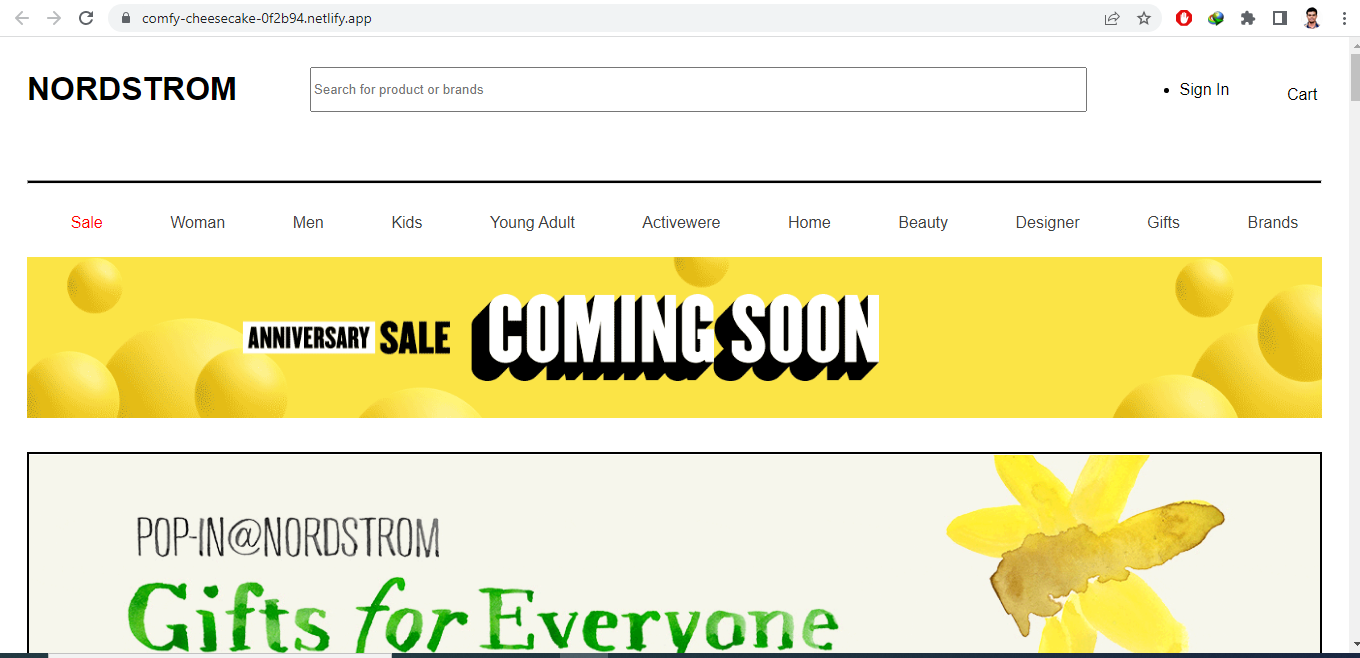 comfy-cheesecake-0f2b94.netlify.app
NORDSTROM
Search for product or brands
Sign In
Cart
Sale Woman Men Kids Young Adult Activewere Home Beauty Designer Gifts Brands
ANNIVERSARY SALE COMING SOON
POP-IN@NORDSTROM
Gifts for Everyone